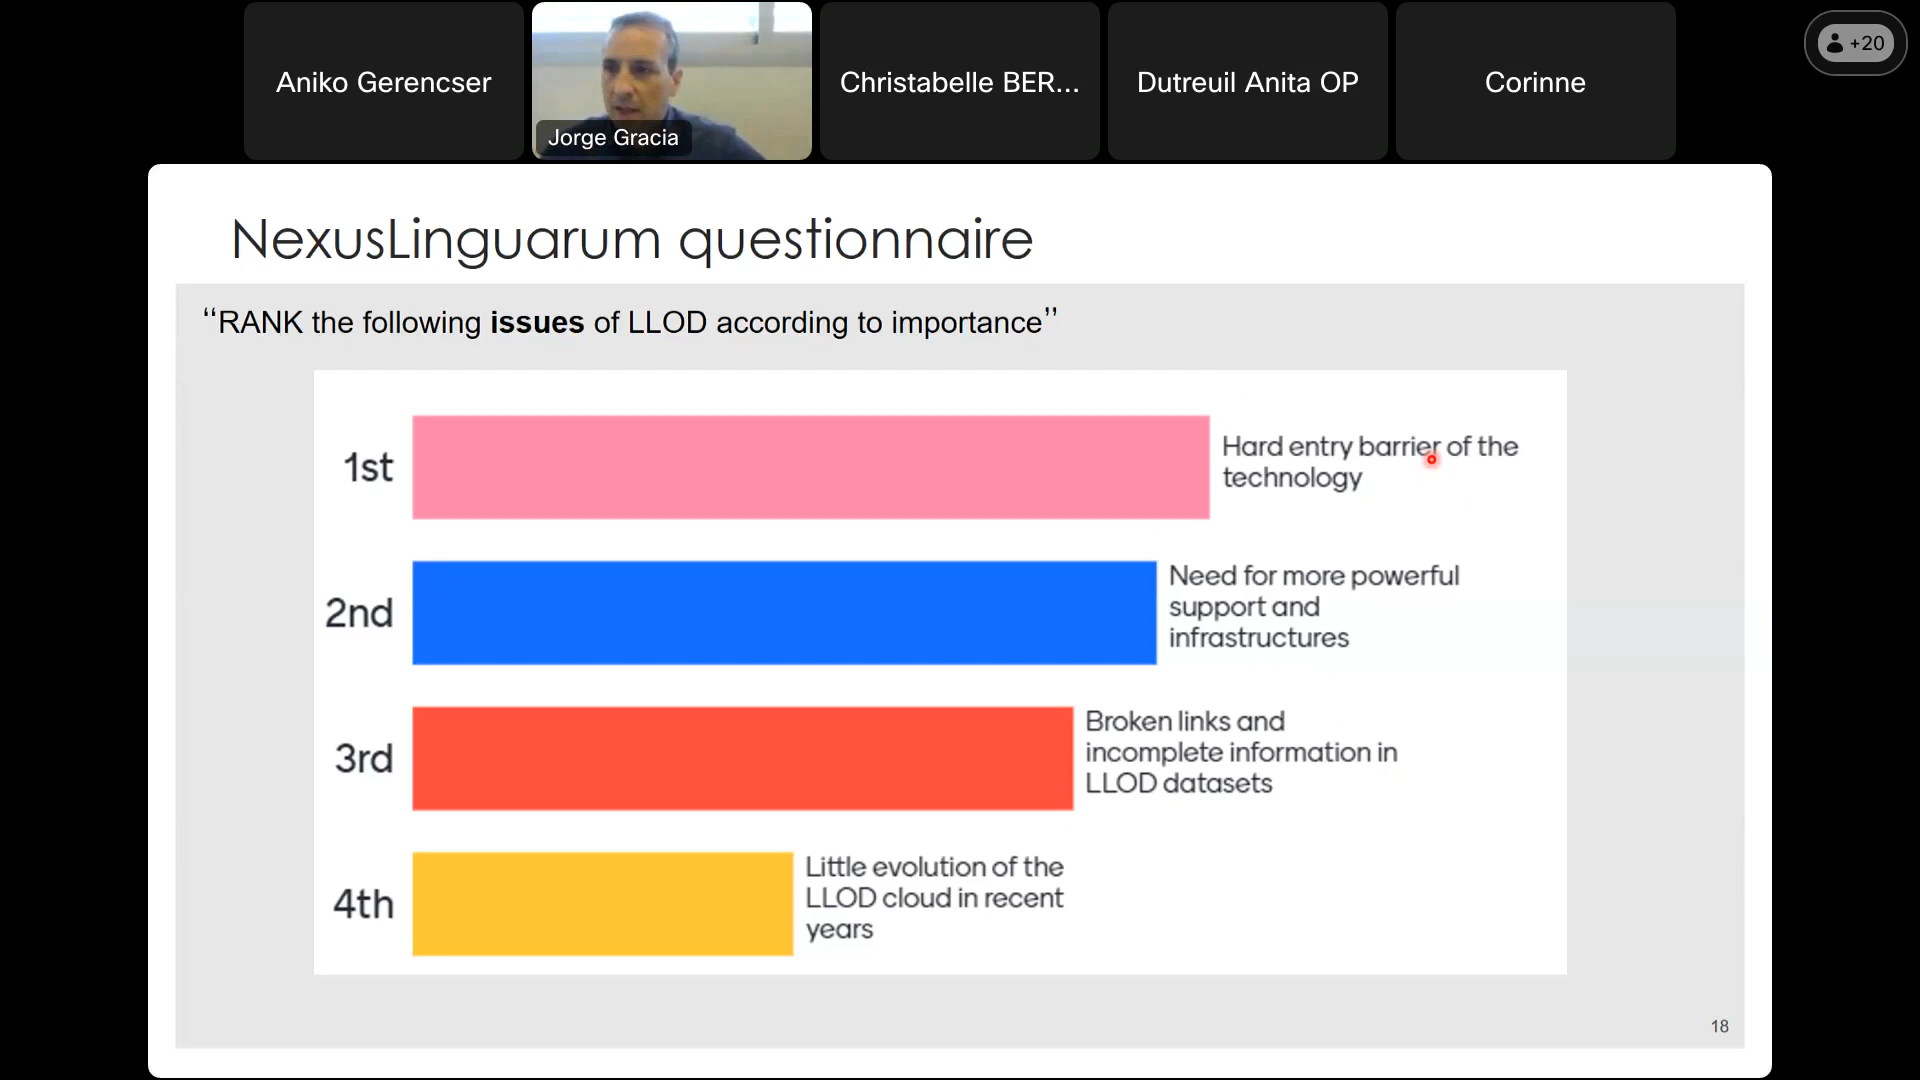 Aniko Gerencser
Jorge Gracia
Christabelle BER...
Dutreuil Anita OP
Corinne
+20
NexusLinguarum questionnaire
“RANK the following issues of LLOD according to importance”
1st
Hard entry barrier of the
technology
2nd
Need for more powerful
support and
infrastructures
3rd
Broken links and
incomplete information in
LLOD datasets
4th
Little evolution of the
LLOD cloud in recent
years
18